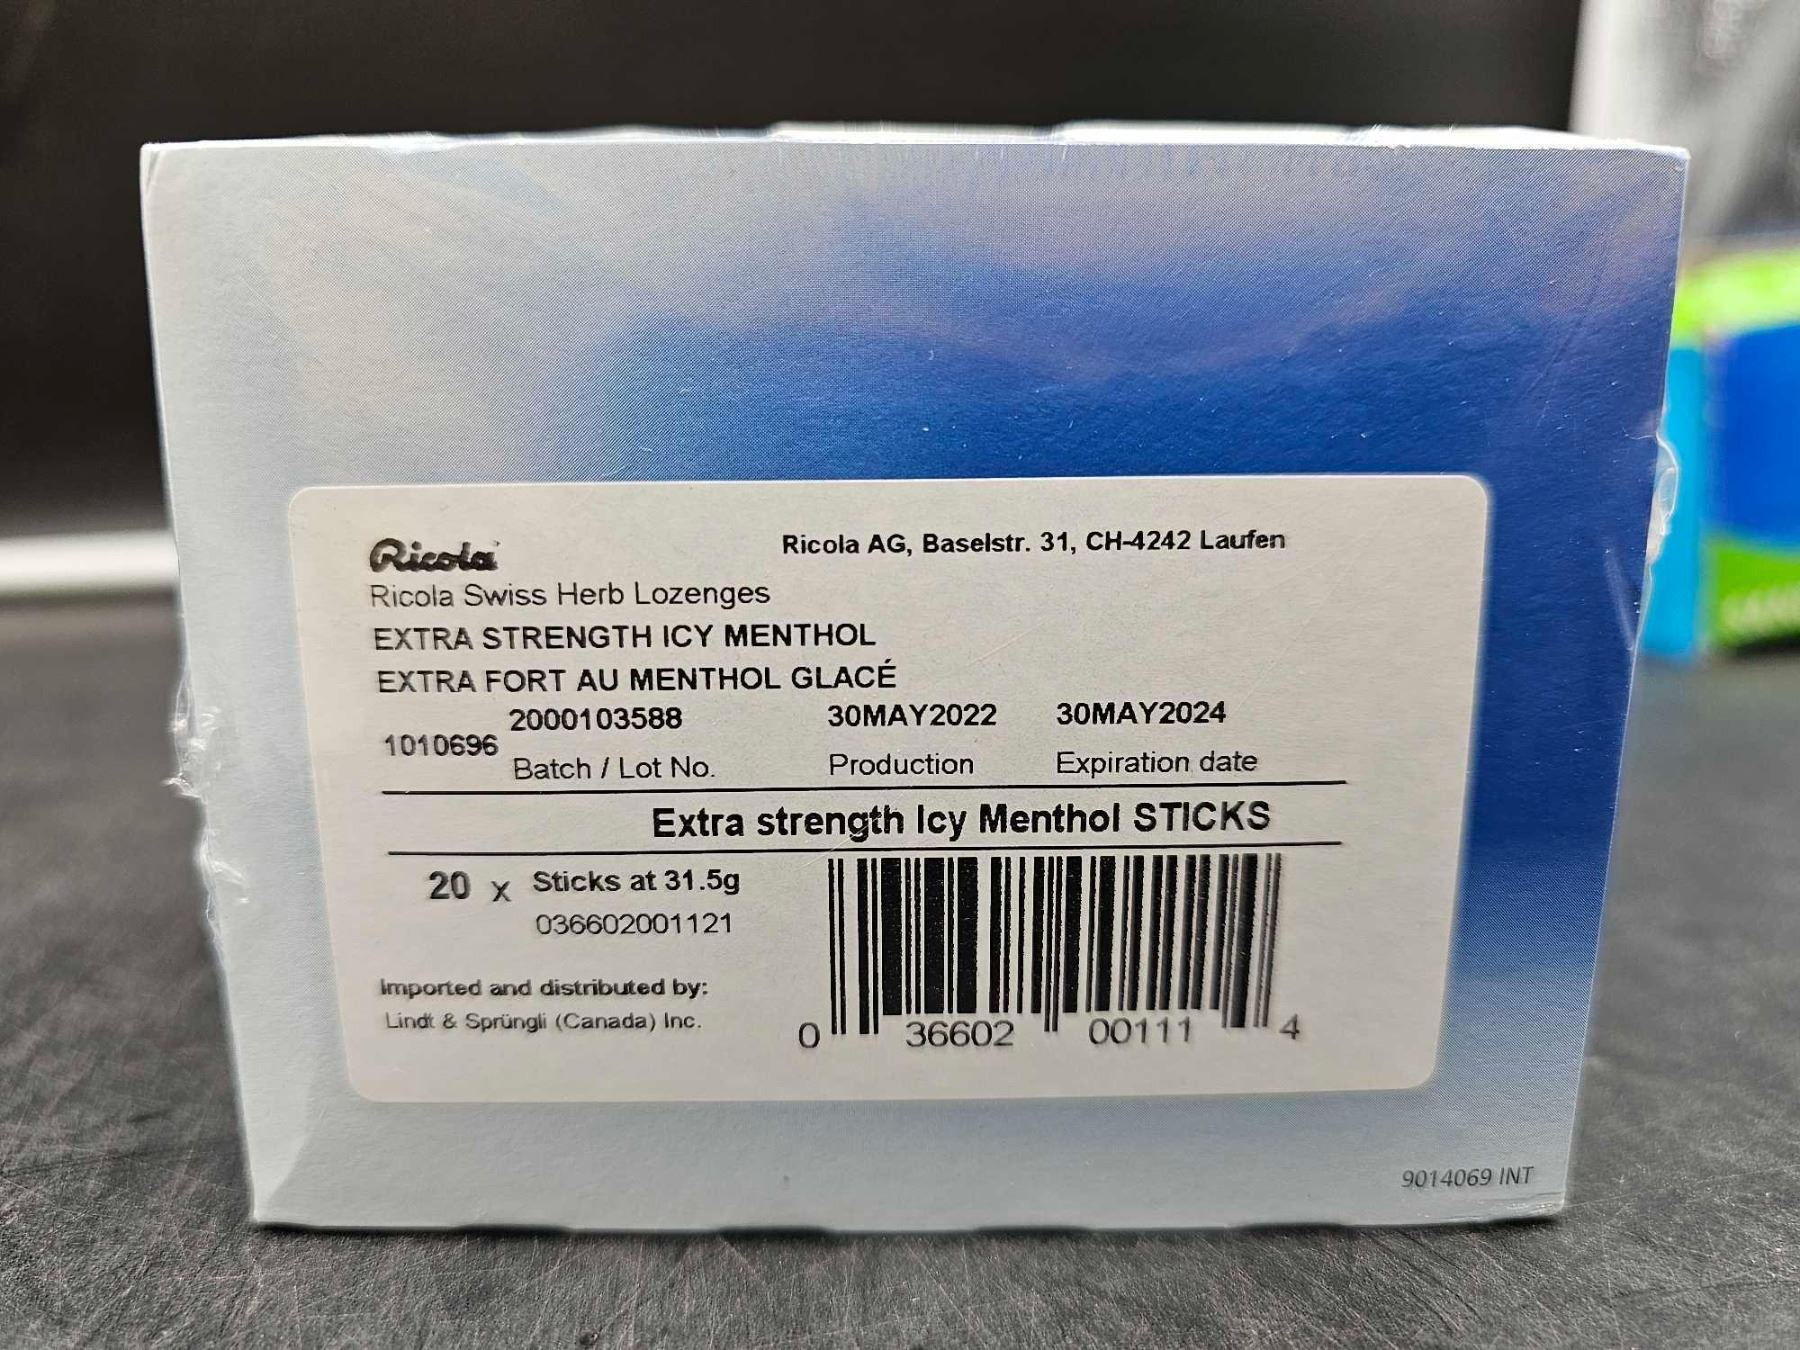 Ricola
Ricola AG, Baselstr. 31, CH-4242 Laufen
Ricola Swiss Herb Lozenges
EXTRA STRENGTH ICY MENTHOL
EXTRA FORT AU MENTHOL GLACÉ
2000103588 30MAY2022 30MAY2024
1010696
Batch / Lot No. Production Expiration date
Extra strength Icy Menthol STICKS
20 x Sticks at 31.5g
036602001121
Imported and distributed by:
Lindt & Sprüngli (Canada) Inc.
0 36602 00111 4
9014069 INT